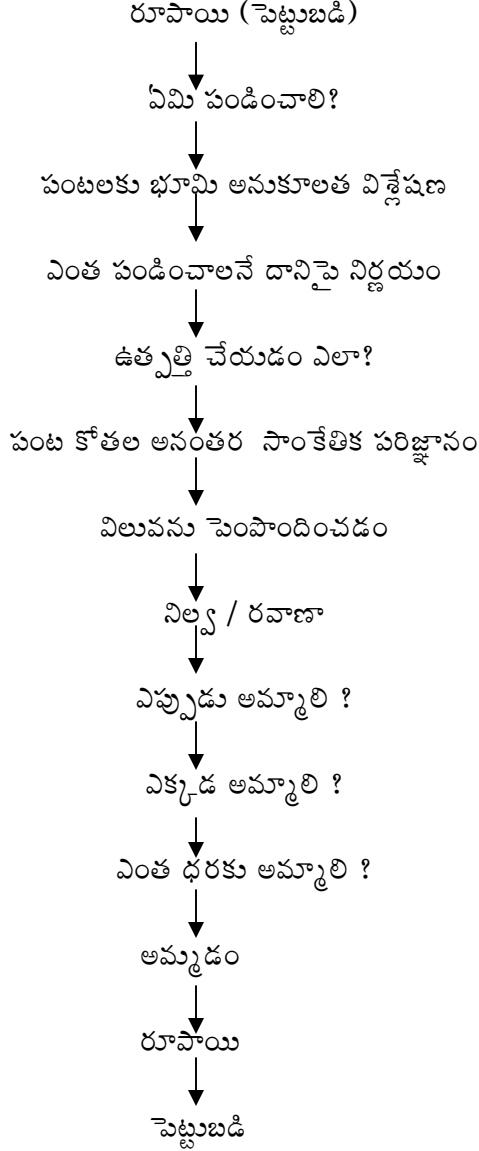 రూపాయి (పెట్టుబడి)
ఏమి పండించాలి?
పంటలకు భూమి అనుకూలత విశ్లేషణ
ఎంత పండించాలనే దానిపై నిర్ణయం
ఉత్పత్తి చేయడం ఎలా?
పంట కోతల అనంతర సాంకేతిక పరిజ్ఞానం
విలువను పెంపొందించడం
నిల్వ / రవాణా
ఎప్పుడు అమ్మాలి ?
ఎక్కడ అమ్మాలి ?
ఎంత ధరకు అమ్మాలి ?
అమ్మడం
రూపాయి
పెట్టుబడి